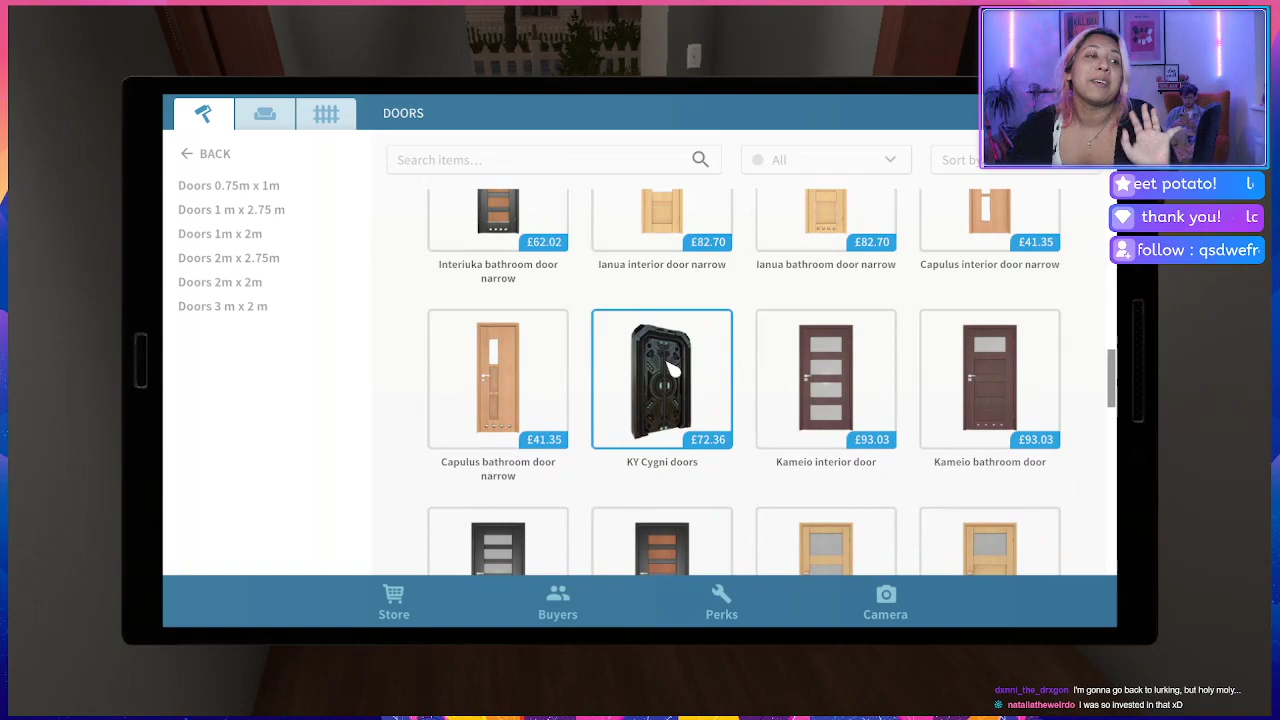 DOORS
BACK
Search items...
All
Sort by
Doors 0.75m x 1m
Doors 1 m x 2.75 m
Doors 1m x 2m
Doors 2m x 2.75m
Doors 2m x 2m
Doors 3 m x 2 m
£62.02
£82.70
£82.70
£41.35
Interiuka bathroom door
narrow
Ianua interior door narrow
Ianua bathroom door narrow
Capulus interior door narrow
£41.35
£72.36
£93.03
£93.03
Capulus bathroom door
narrow
KY Cygni doors
Kameio interior door
Kameio bathroom door
Store
Buyers
Perks
Camera
KILL BILL
ON AIR
eet potato!
thank you!
follow : qsdwefr
dxnni_the_drxgon I'm gonna go back to lurking, but holy moly...
nataliatheweirdo : I was so invested in that xD